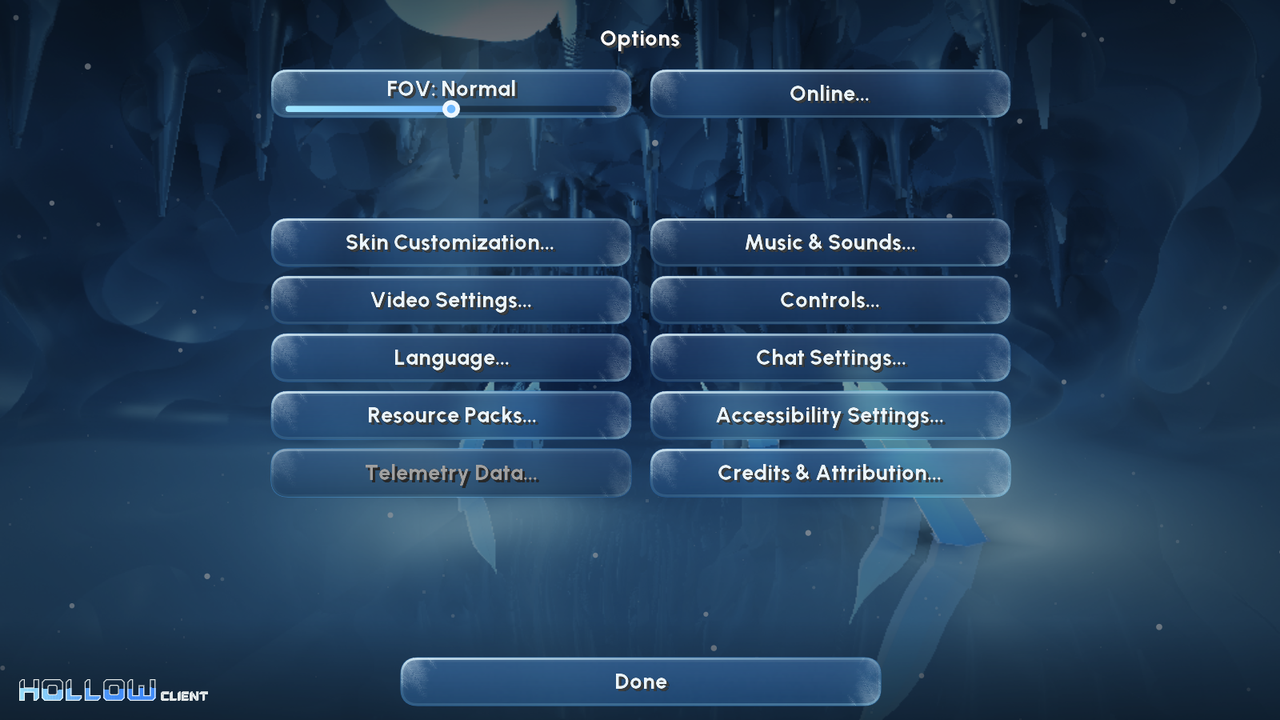 Options
FOV: Normal
Online...
Skin Customization...
Music & Sounds...
Video Settings...
Controls...
Language...
Chat Settings...
Resource Packs...
Accessibility Settings...
Telemetry Data...
Credits & Attribution...
Done
HOLLOW CLIENT